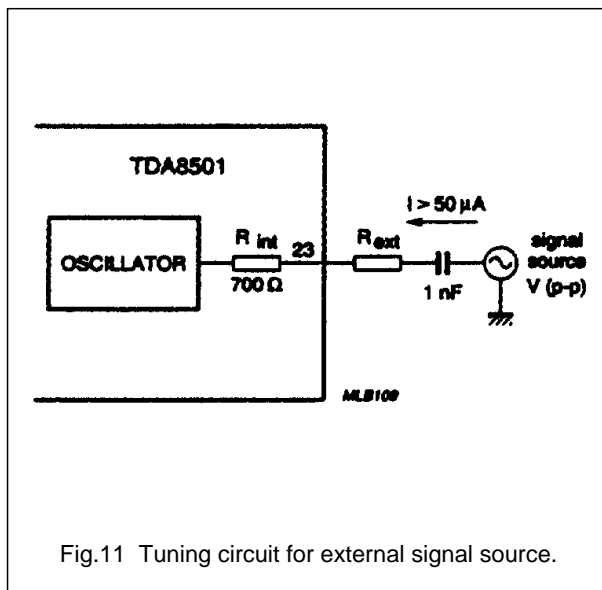 TDA8501
I > 50 μA
R int
23
R ext
signal
source
V (p-p)
OSCILLATOR
700 Ω
1 nF
MLB109
Fig.11 Tuning circuit for external signal source.